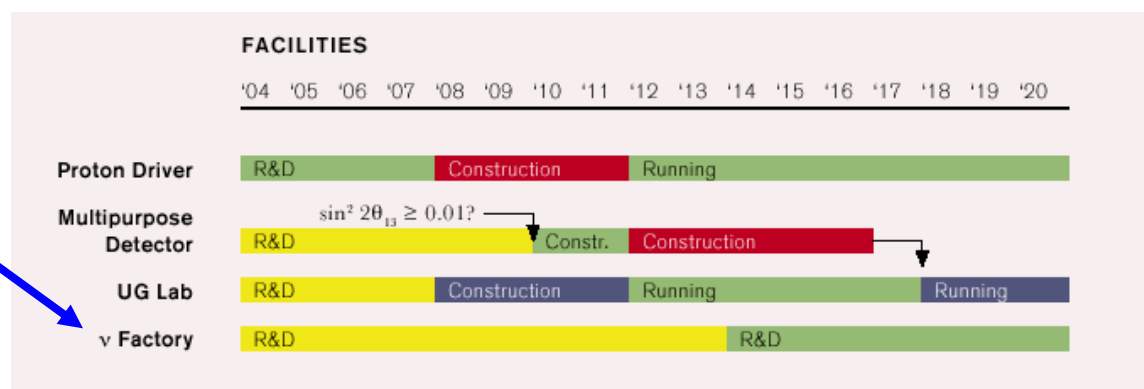 FACILITIES
‘04 ‘05 ‘06 ‘07 ‘08 ‘09 ‘10 ‘11 ‘12 ‘13 ‘14 ‘15 ‘16 ‘17 ‘18 ‘19 ‘20
Proton Driver R&D Construction Running
sin² 2θ₁₃ ≥ 0.01?
Multipurpose
Detector R&D Constr. Construction
UG Lab R&D Construction Running Running
ν Factory R&D R&D